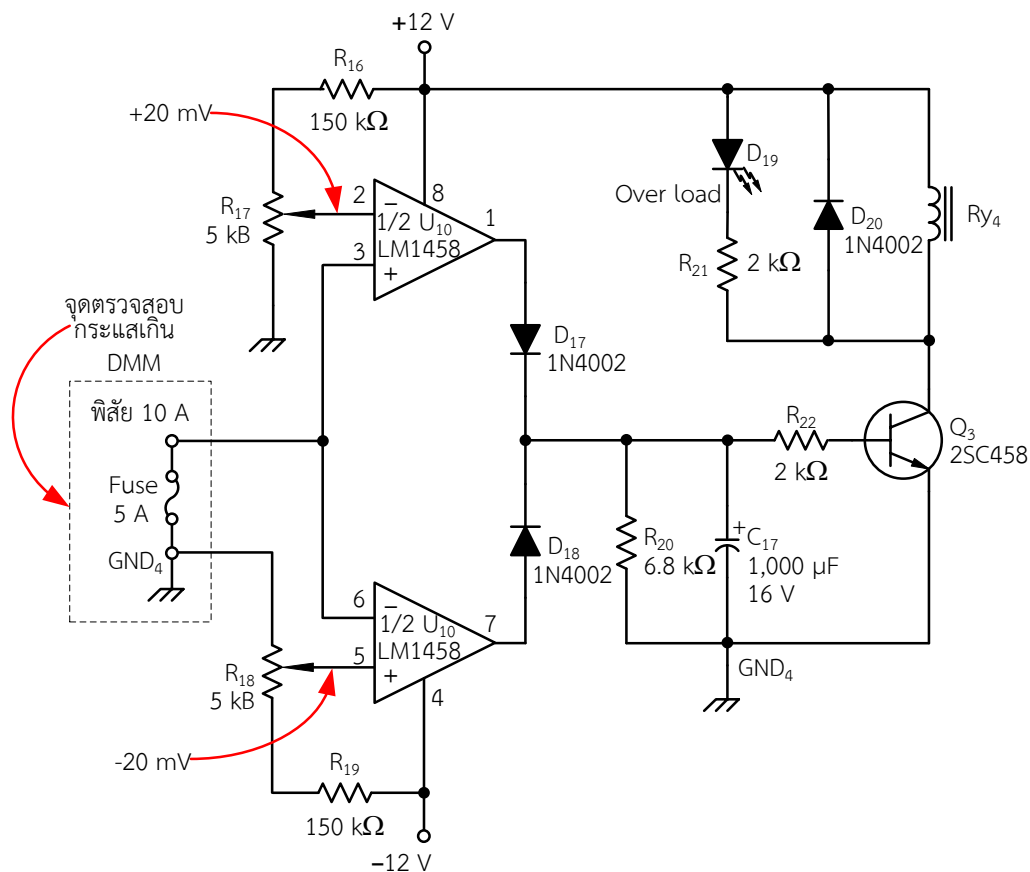 +12 V
R16
150 kΩ
+20 mV
R17
5 kB
2
3
−
+
1/2 U10
LM1458
8
1
D19
Over load
R21
2 kΩ
D20
1N4002
Ry4
จุดตรวจสอบ
กระแสเกิน
DMM
พิสัย 10 A
Fuse
5 A
GND4
D17
1N4002
R22
2 kΩ
Q3
2SC458
D18
1N4002
R20
6.8 kΩ
+
C17
1,000 µF
16 V
GND4
6
5
−
+
1/2 U10
LM1458
7
4
R18
5 kB
-20 mV
R19
150 kΩ
−12 V